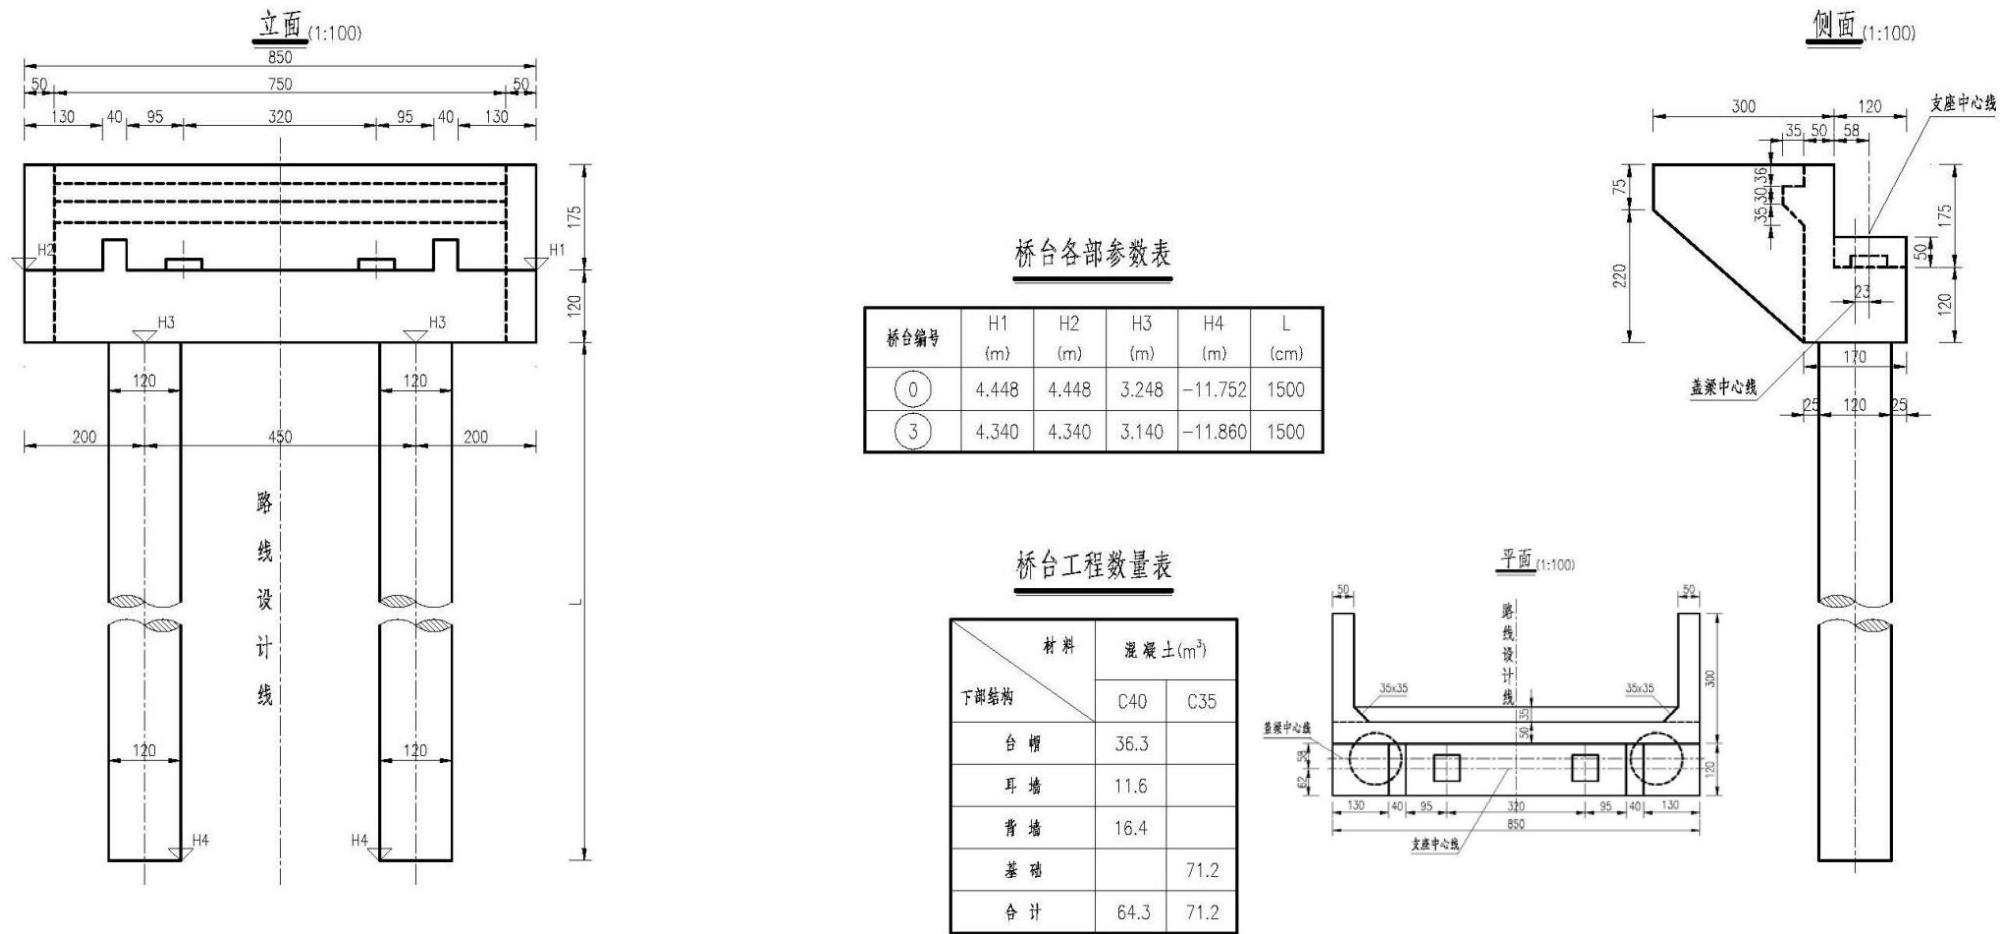 立面 (1:100)
850
50 750 50
130 40 95 320 95 40 130
175
H2 H1
120
H3 H3
120 120
200 450 200
路线设计线
L
120 120
H4 H4
桥台各部参数表
桥台编号 H1 (m) H2 (m) H3 (m) H4 (m) L (cm)
0 4.448 4.448 3.248 -11.752 1500
3 4.340 4.340 3.140 -11.860 1500
桥台工程数量表
材料 混凝土(m³)
下部结构 C40 C35
台帽 36.3
耳墙 11.6
背墙 16.4
基础 71.2
合计 64.3 71.2
侧面 (1:100)
支座中心线
300 120
35 50 58
75
36
30
35
175
50
220
23
120
170
盖梁中心线
25 120 25
平面 (1:100)
50 50
路线设计线
300
35x35 35x35
35
50
盖梁中心线
58
62
120
130 40 95 320 95 40 130
850
支座中心线